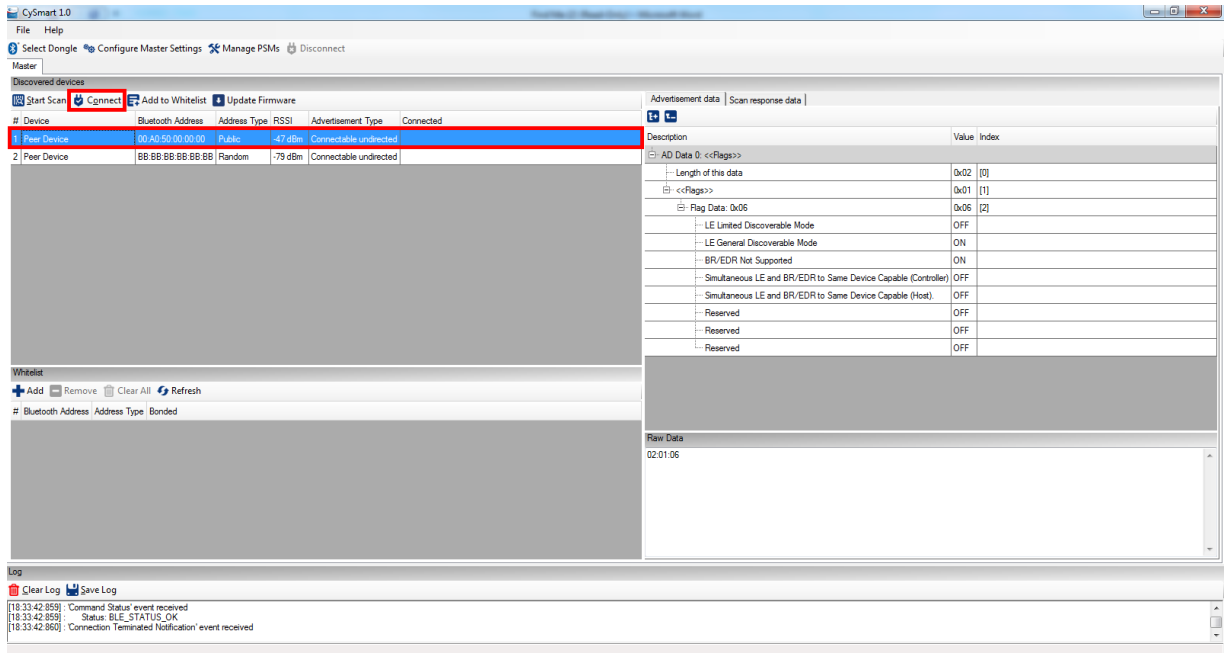 CySmart 1.0
File Help
Select Dongle Configure Master Settings Manage PSMs Disconnect
Master
Discovered devices
Start Scan Connect Add to Whitelist Update Firmware
# Device Bluetooth Address Address Type RSSI Advertisement Type Connected
1 Peer Device 00:A0:50:00:00:00 Public -47 dBm Connectable undirected
2 Peer Device BB:BB:BB:BB:BB:BB Random -79 dBm Connectable undirected
Whitelist
Add Remove Clear All Refresh
# Bluetooth Address Address Type Bonded
Advertisement data Scan response data
Description Value Index
AD Data 0: <<Flags>>
Length of this data 0x02 [0]
<<Flags>> 0x01 [1]
Flag Data: 0x06 0x06 [2]
LE Limited Discoverable Mode OFF
LE General Discoverable Mode ON
BR/EDR Not Supported ON
Simultaneous LE and BR/EDR to Same Device Capable (Controller) OFF
Simultaneous LE and BR/EDR to Same Device Capable (Host). OFF
Reserved OFF
Reserved OFF
Reserved OFF
Raw Data
02:01:06
Log
Clear Log Save Log
[18:33:42:859] : 'Command Status' event received
[18:33:42:859] : Status: BLE_STATUS_OK
[18:33:42:860] : 'Connection Terminated Notification' event received